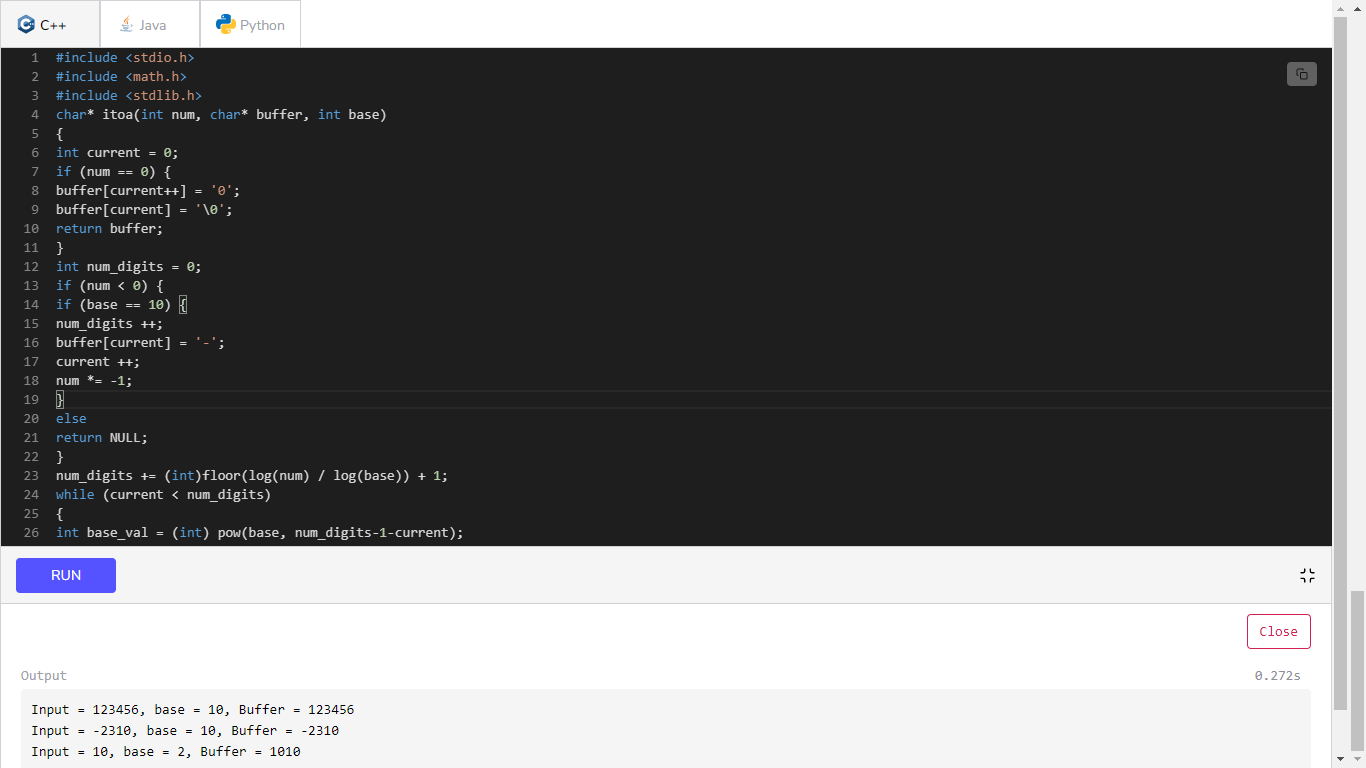 C++ Java Python
1 #include <stdio.h>
2 #include <math.h>
3 #include <stdlib.h>
4 char* itoa(int num, char* buffer, int base)
5 {
6 int current = 0;
7 if (num == 0) {
8 buffer[current++] = '0';
9 buffer[current] = '\0';
10 return buffer;
11 }
12 int num_digits = 0;
13 if (num < 0) {
14 if (base == 10) {
15 num_digits ++;
16 buffer[current] = '-';
17 current ++;
18 num *= -1;
19 }
20 else
21 return NULL;
22 }
23 num_digits += (int)floor(log(num) / log(base)) + 1;
24 while (current < num_digits)
25 {
26 int base_val = (int) pow(base, num_digits-1-current);
RUN
Close
Output 0.272s
Input = 123456, base = 10, Buffer = 123456
Input = -2310, base = 10, Buffer = -2310
Input = 10, base = 2, Buffer = 1010